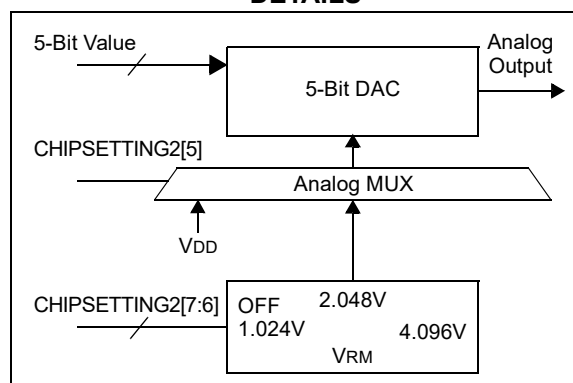 DETAILS
5-Bit Value
Analog
Output
5-Bit DAC
CHIPSETTING2[5]
Analog MUX
VDD
CHIPSETTING2[7:6]
OFF
2.048V
1.024V
4.096V
VRM